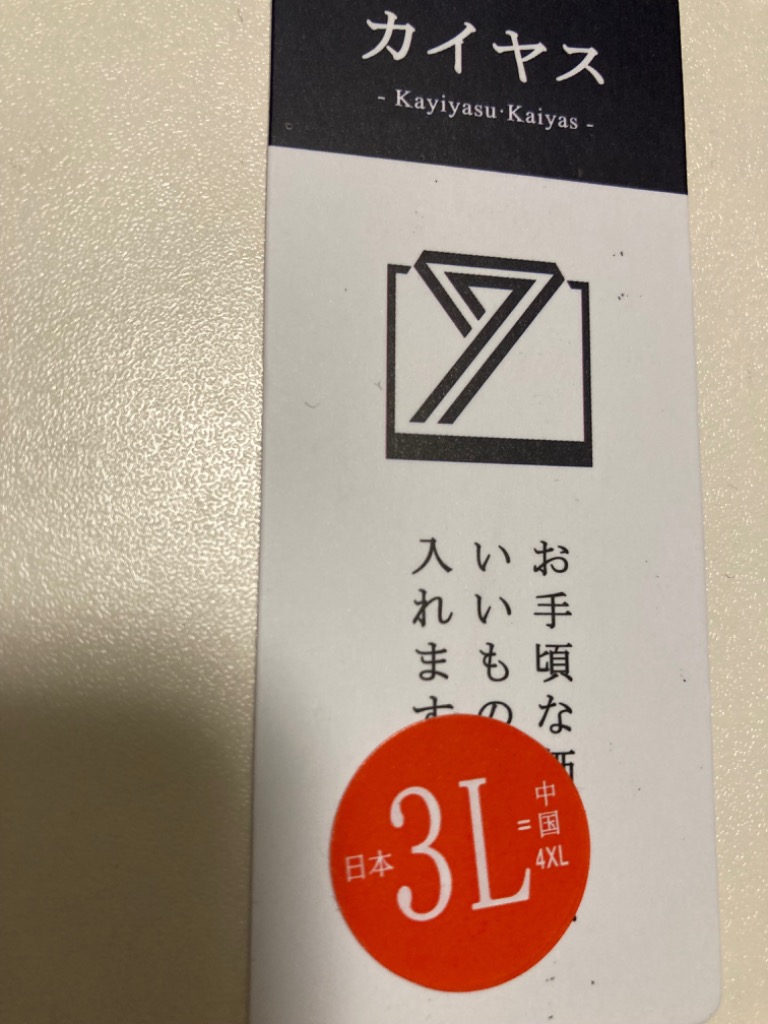 カイヤス
- Kayiyasu·Kaiyas -
お手頃な
いいもの
入れます
日本 3L = 中国 4XL